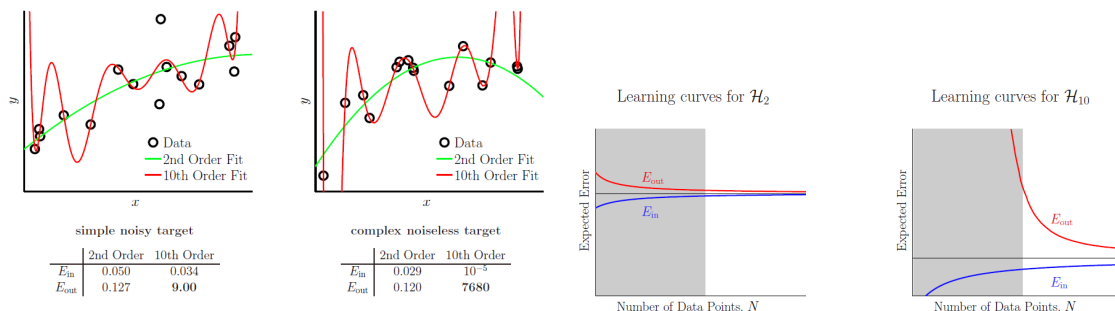 y
Data
2nd Order Fit
10th Order Fit
x
simple noisy target
2nd Order 10th Order
E_in 0.050 0.034
E_out 0.127 9.00
y
Data
2nd Order Fit
10th Order Fit
x
complex noiseless target
2nd Order 10th Order
E_in 0.029 10⁻⁵
E_out 0.120 7680
Learning curves for ℋ₂
Expected Error
E_out
E_in
Number of Data Points, N
Learning curves for ℋ₁₀
Expected Error
E_out
E_in
Number of Data Points, N